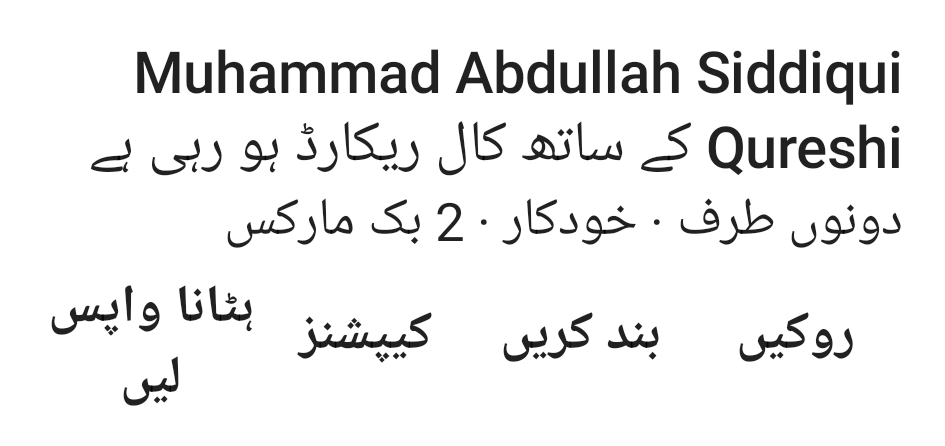 Muhammad Abdullah Siddiqui
Qureshi کے ساتھ کال ریکارڈ ہو رہی ہے
دونوں طرف · خودکار · 2 بک مارکس
روکیں
بند کریں
کیپشنز
ہٹانا واپس
لیں